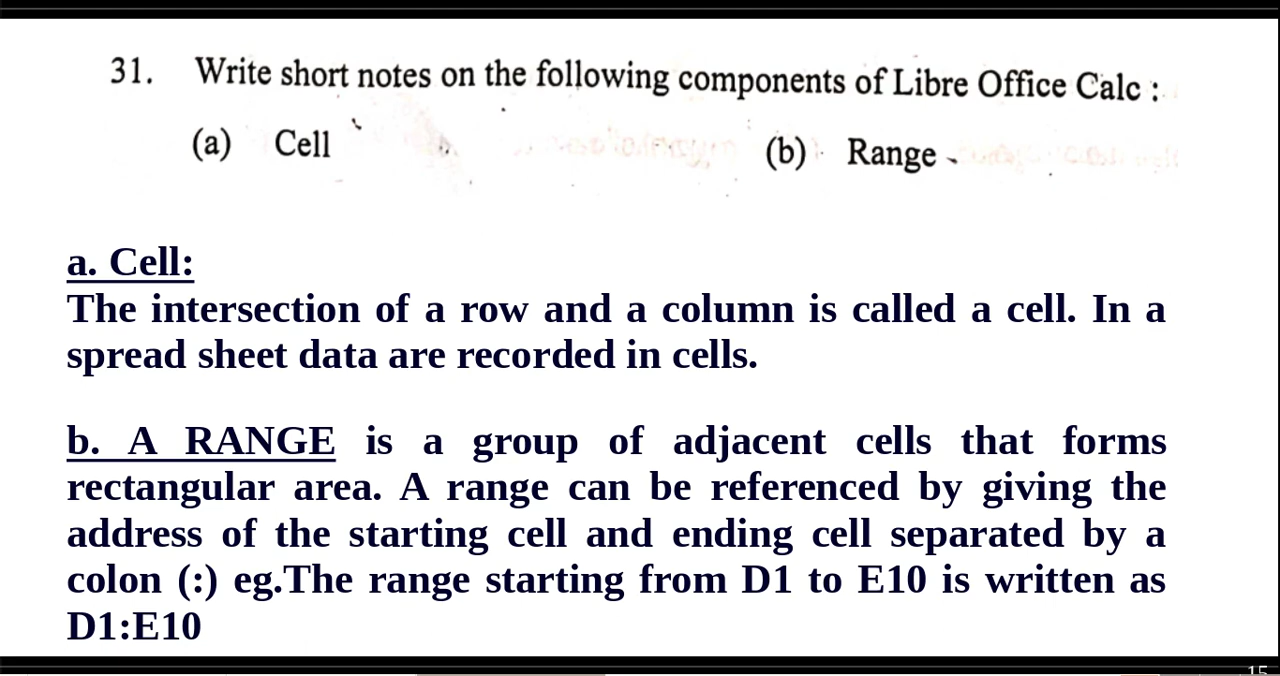 31. Write short notes on the following components of Libre Office Calc :
(a) Cell (b) Range
a. Cell:
The intersection of a row and a column is called a cell. In a
spread sheet data are recorded in cells.
b. A RANGE is a group of adjacent cells that forms
rectangular area. A range can be referenced by giving the
address of the starting cell and ending cell separated by a
colon (:) eg.The range starting from D1 to E10 is written as
D1:E10
15